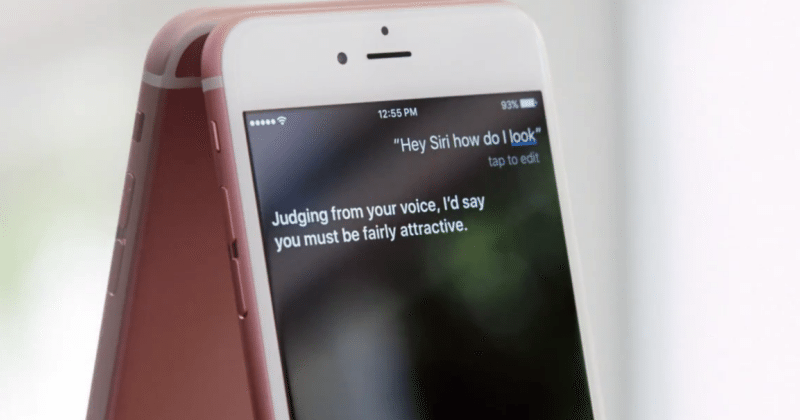 12:55 PM 93%
“Hey Siri how do I look”
tap to edit
Judging from your voice, I'd say
you must be fairly attractive.